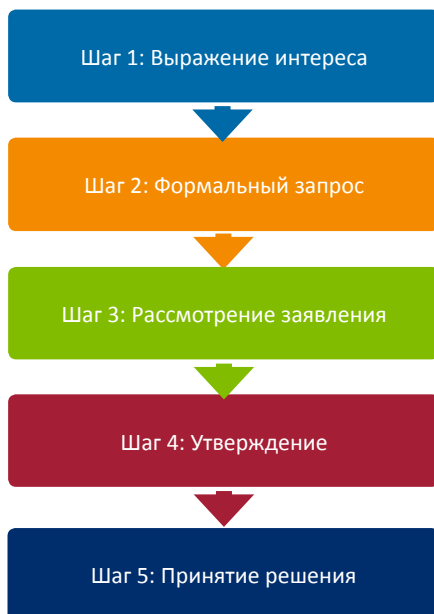 Шаг 1: Выражение интереса
Шаг 2: Формальный запрос
Шаг 3: Рассмотрение заявления
Шаг 4: Утверждение
Шаг 5: Принятие решения